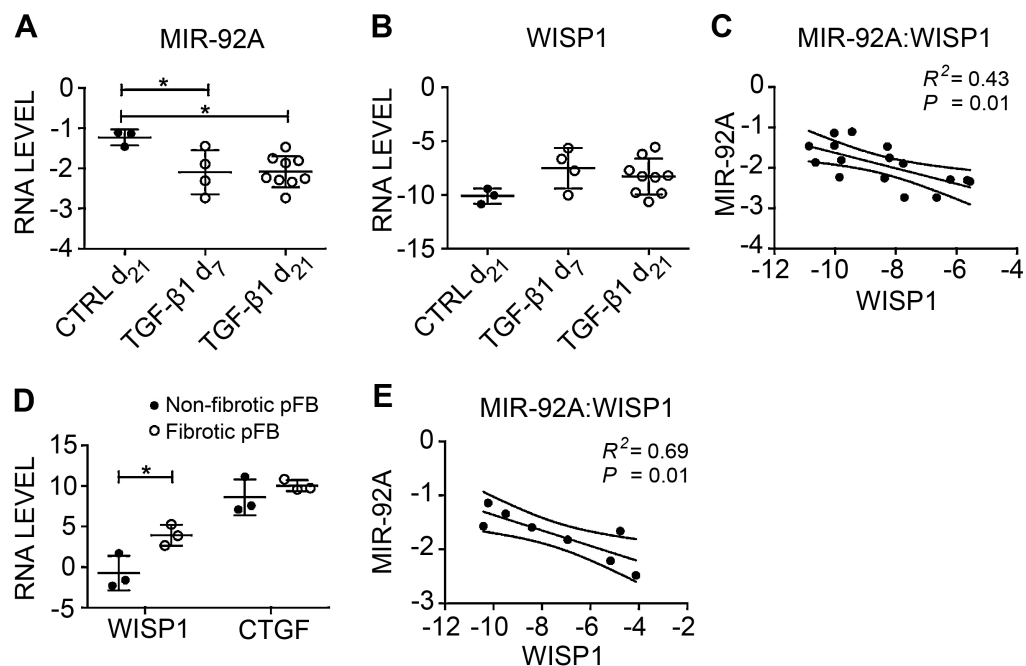 A
MIR-92A
RNA LEVEL
0
-1
-2
-3
-4
*
*
CTRL d21
TGF-β1 d7
TGF-β1 d21
B
WISP1
RNA LEVEL
0
-5
-10
-15
CTRL d21
TGF-β1 d7
TGF-β1 d21
C
MIR-92A:WISP1
R2= 0.43
P = 0.01
MIR-92A
0
-1
-2
-3
-4
-12 -10 -8 -6 -4
WISP1
D
Non-fibrotic pFB
Fibrotic pFB
RNA LEVEL
15
10
5
0
-5
*
WISP1 CTGF
E
MIR-92A:WISP1
R2= 0.69
P = 0.01
MIR-92A
0
-1
-2
-3
-12 -10 -8 -6 -4 -2
WISP1